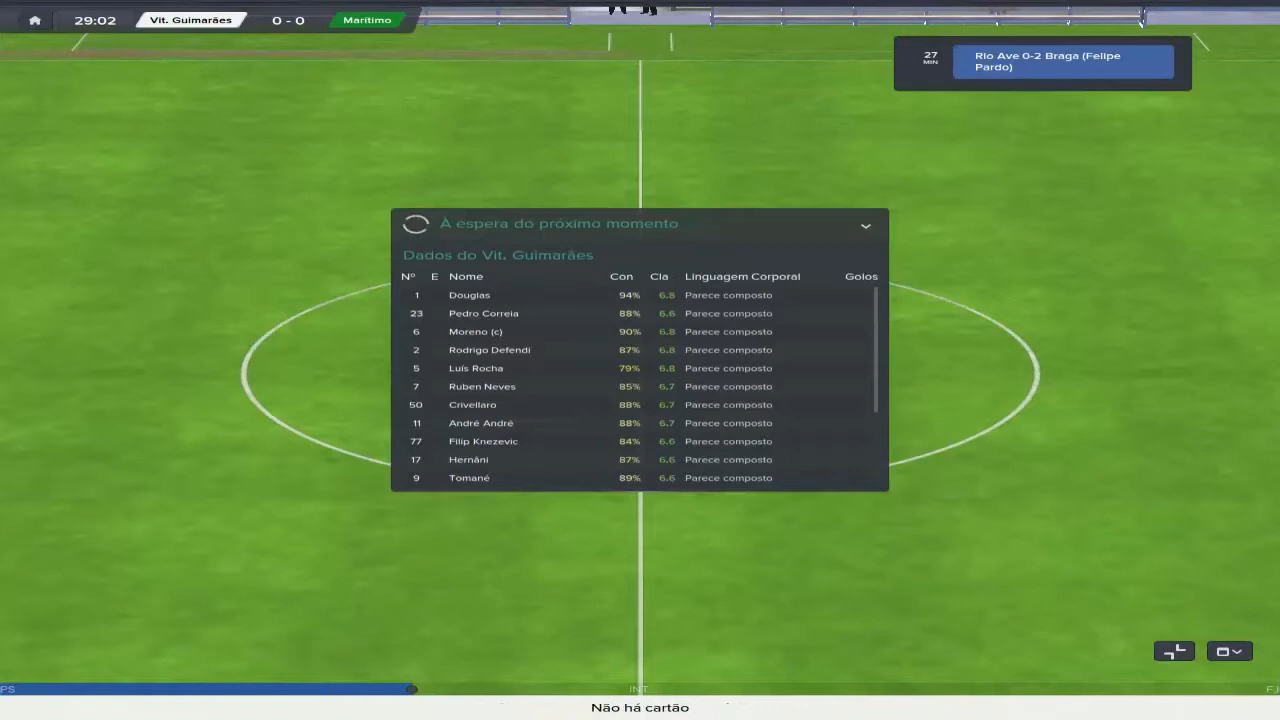 29:02 Vit. Guimarães 0 - 0 Marítimo
27 MIN
Rio Ave 0-2 Braga (Felipe
Pardo)
À espera do próximo momento
Dados do Vit. Guimarães
Nº E Nome Con Cla Linguagem Corporal Golos
1 Douglas 94% 6.8 Parece composto
23 Pedro Correia 88% 6.6 Parece composto
6 Moreno (c) 90% 6.8 Parece composto
2 Rodrigo Defendi 87% 6.8 Parece composto
5 Luís Rocha 79% 6.8 Parece composto
7 Ruben Neves 85% 6.7 Parece composto
50 Crivellaro 88% 6.7 Parece composto
11 André André 88% 6.7 Parece composto
77 Filip Knezevic 84% 6.6 Parece composto
17 Hernâni 87% 6.6 Parece composto
9 Tomané 89% 6.6 Parece composto
PS INT FJ
Não há cartão